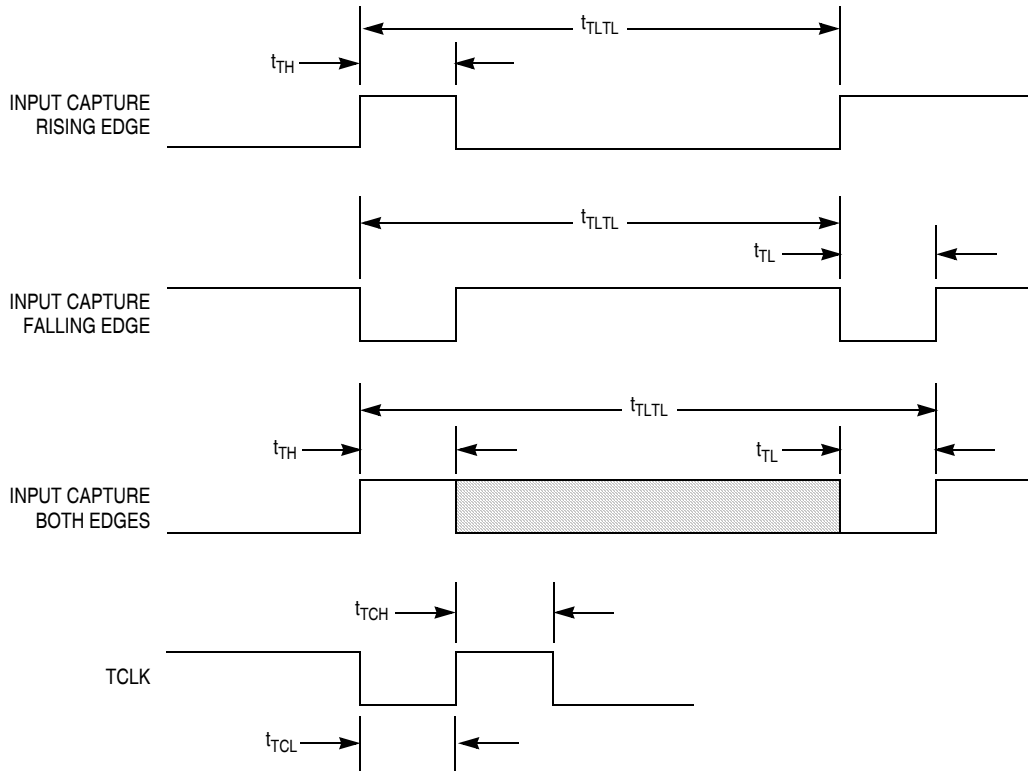 tTLTL
tTH
INPUT CAPTURE
RISING EDGE
tTLTL
tTL
INPUT CAPTURE
FALLING EDGE
tTLTL
tTH
tTL
INPUT CAPTURE
BOTH EDGES
tTCH
TCLK
tTCL